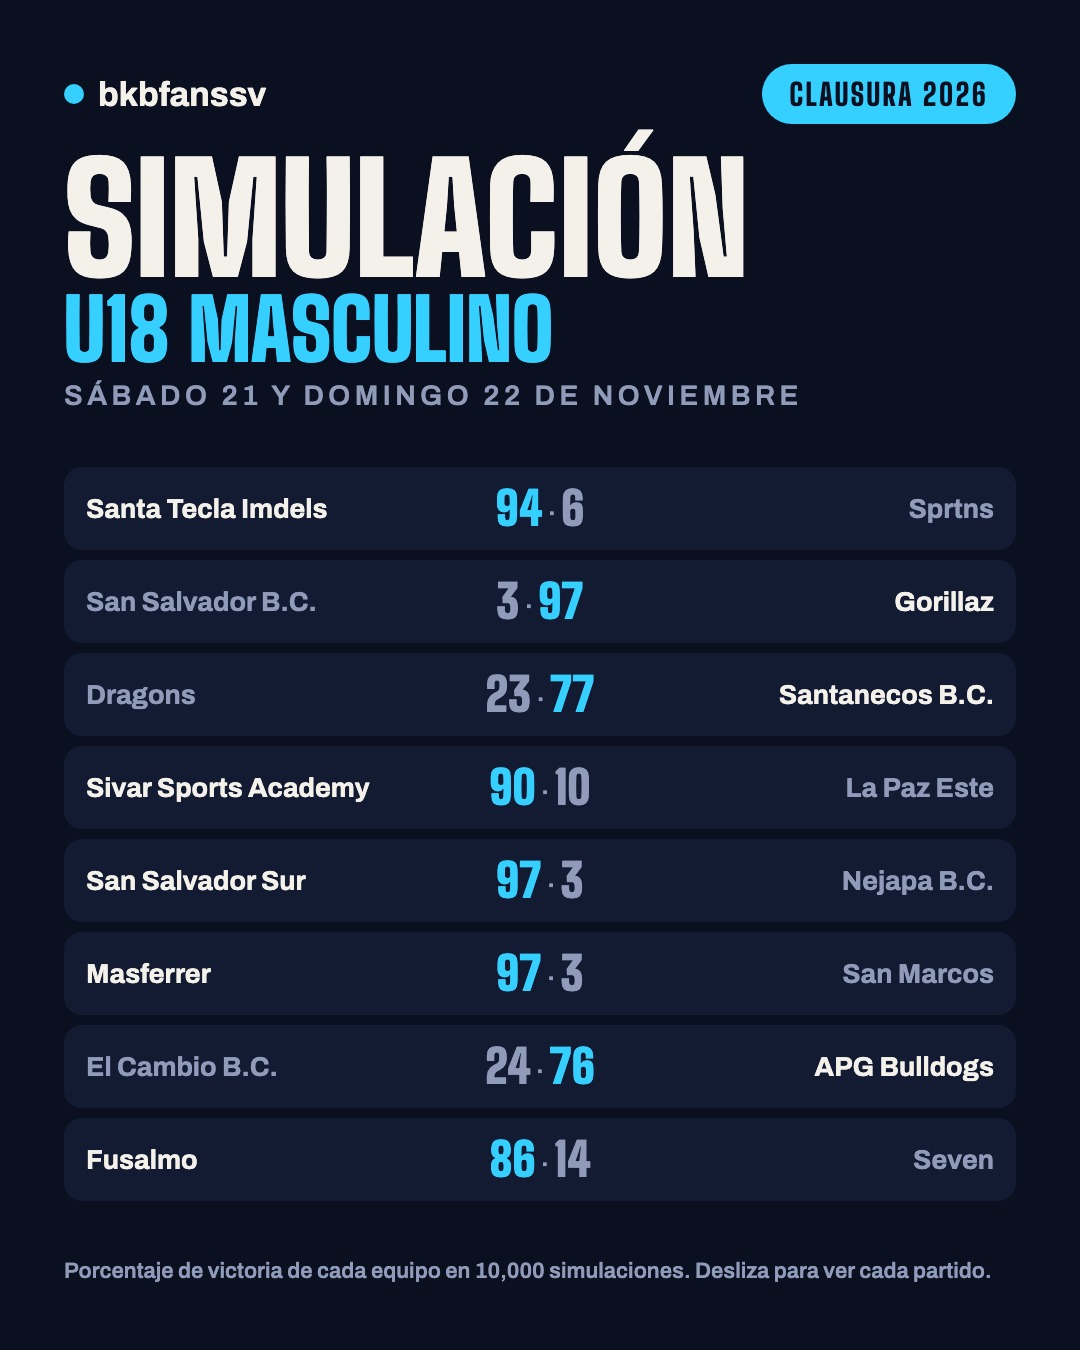 bkbfanssv
CLAUSURA 2026
SIMULACIÓN
U18 MASCULINO
SÁBADO 21 Y DOMINGO 22 DE NOVIEMBRE
Santa Tecla Imdels 94 · 6 Sprtns
San Salvador B.C. 3 · 97 Gorillaz
Dragons 23 · 77 Santanecos B.C.
Sivar Sports Academy 90 · 10 La Paz Este
San Salvador Sur 97 · 3 Nejapa B.C.
Masferrer 97 · 3 San Marcos
El Cambio B.C. 24 · 76 APG Bulldogs
Fusalmo 86 · 14 Seven
Porcentaje de victoria de cada equipo en 10,000 simulaciones. Desliza para ver cada partido.